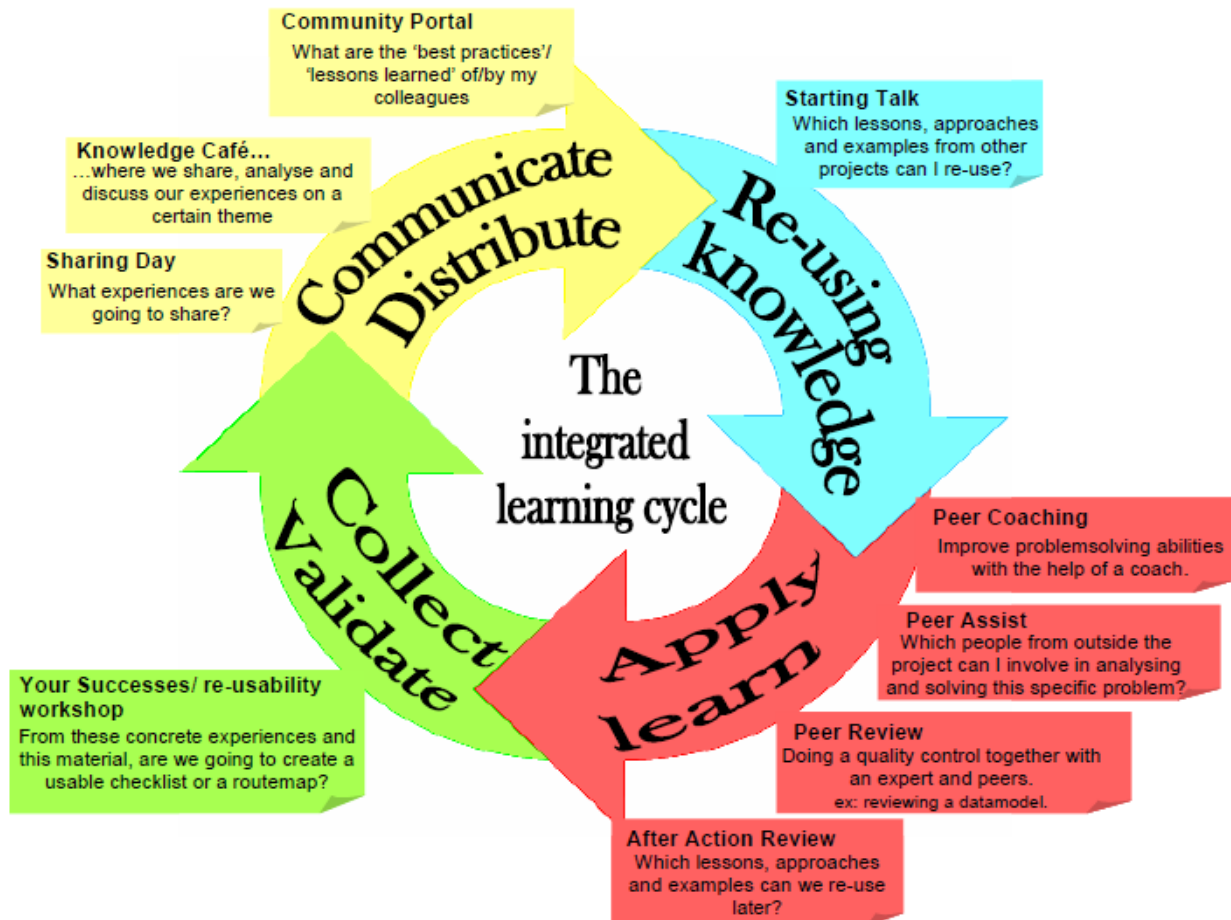 Community Portal
What are the ‘best practices’/
‘lessons learned’ of/by my
colleagues
Knowledge Café...
...where we share, analyse and
discuss our experiences on a
certain theme
Sharing Day
What experiences are we
going to share?
Communicate
Distribute
Starting Talk
Which lessons, approaches
and examples from other
projects can I re-use?
Re-using
knowledge
The
integrated
learning cycle
Peer Coaching
Improve problemsolving abilities
with the help of a coach.
Peer Assist
Which people from outside the
project can I involve in analysing
and solving this specific problem?
Peer Review
Doing a quality control together with
an expert and peers.
ex: reviewing a datamodel.
After Action Review
Which lessons, approaches
and examples can we re-use
later?
Apply
learn
Collect
Validate
Your Successes/ re-usability
workshop
From these concrete experiences and
this material, are we going to create a
usable checklist or a routemap?